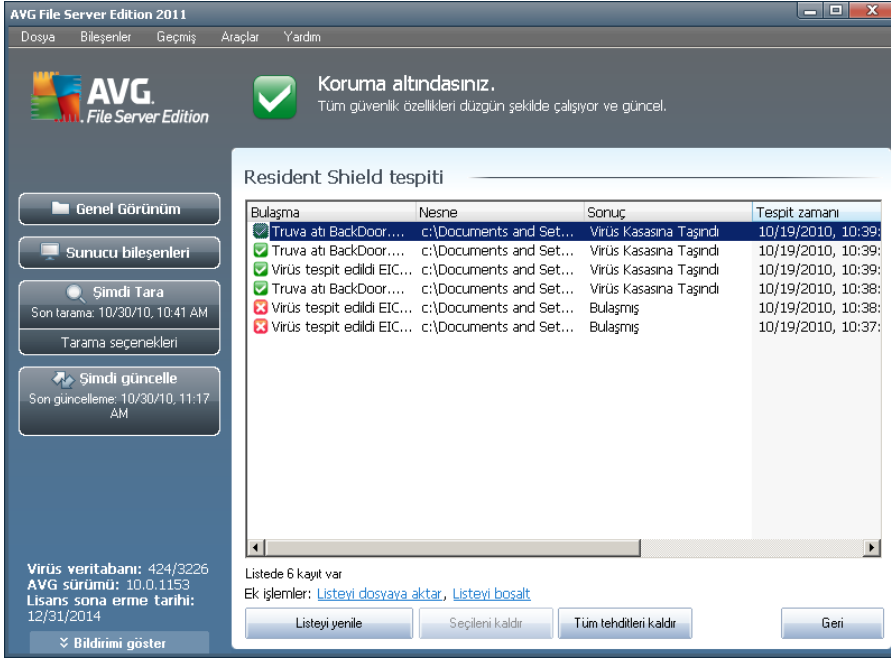 AVG File Server Edition 2011
Dosya Bileşenler Geçmiş Araçlar Yardım
AVG.
File Server Edition
Koruma altındasınız.
Tüm güvenlik özellikleri düzgün şekilde çalışıyor ve güncel.
Genel Görünüm
Sunucu bileşenleri
Şimdi Tara
Son tarama: 10/30/10, 10:41 AM
Tarama seçenekleri
Şimdi güncelle
Son güncelleme: 10/30/10, 11:17
AM
Virüs veritabanı: 424/3226
AVG sürümü: 10.0.1153
Lisans sona erme tarihi:
12/31/2014
Bildirimi göster
Resident Shield tespiti
Bulaşma Nesne Sonuç Tespit zamanı
Truva atı BackDoor.... c:\Documents and Set... Virüs Kasasına Taşındı 10/19/2010, 10:39:
Truva atı BackDoor.... c:\Documents and Set... Virüs Kasasına Taşındı 10/19/2010, 10:39:
Virüs tespit edildi EIC... c:\Documents and Set... Virüs Kasasına Taşındı 10/19/2010, 10:39:
Truva atı BackDoor.... c:\Documents and Set... Virüs Kasasına Taşındı 10/19/2010, 10:38:
Virüs tespit edildi EIC... c:\Documents and Set... Bulaşmış 10/19/2010, 10:38:
Virüs tespit edildi EIC... c:\Documents and Set... Bulaşmış 10/19/2010, 10:37:
Listede 6 kayıt var
Ek işlemler: Listeyi dosyaya aktar, Listeyi boşalt
Listeyi yenile Seçileni kaldır Tüm tehditleri kaldır Geri